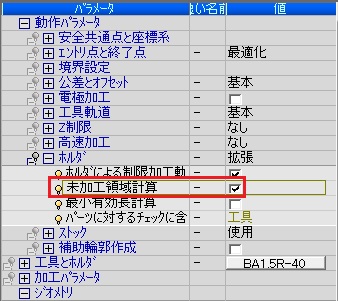 パラメータ 追い名前 値
動作パラメータ
安全共通点と座標系
エントリ点と終了点 - 最適化
境界設定
公差とオフセット - 基本
電極加工 -
工具軌道 - 基本
Z制限 - なし
高速加工 - なし
ホルダ - 拡張
ホルダによる制限加工動 -
未加工領域計算 -
最小有効長計算 -
パーツに対するチェックに含 - 工具
ストック - 使用
補助輪郭作成 -
工具とホルダ BA1.5R-40
加工パラメータ
ジオメトリ